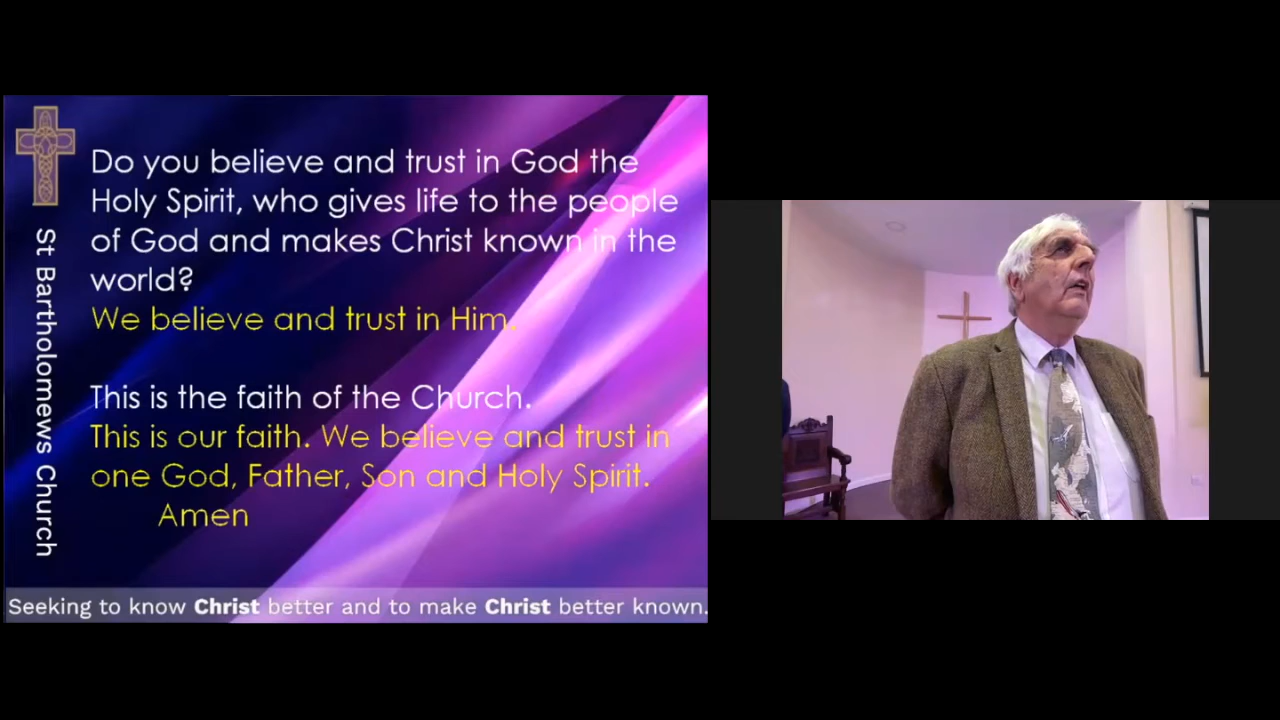 Do you believe and trust in God the
Holy Spirit, who gives life to the people
of God and makes Christ known in the
world?
We believe and trust in Him.
This is the faith of the Church.
This is our faith. We believe and trust in
one God, Father, Son and Holy Spirit.
Amen
St Bartholomews Church
Seeking to know Christ better and to make Christ better known.